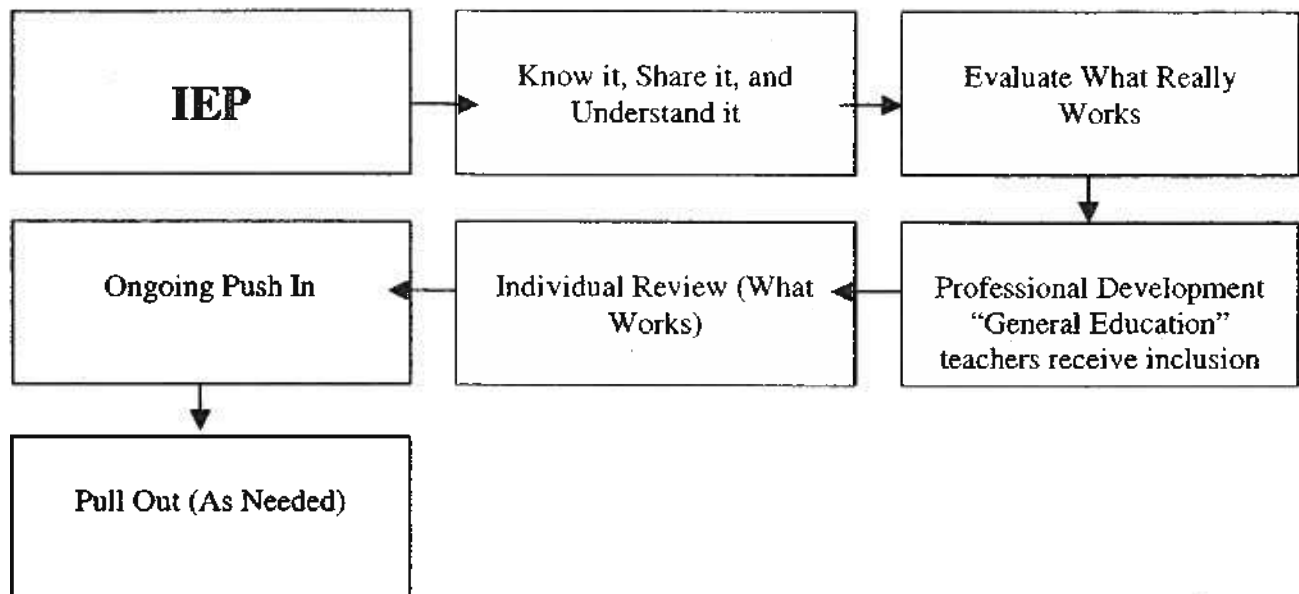 IEP
Know it, Share it, and
Understand it
Evaluate What Really
Works
Ongoing Push In
Individual Review (What
Works)
Professional Development
“General Education”
teachers receive inclusion
Pull Out (As Needed)